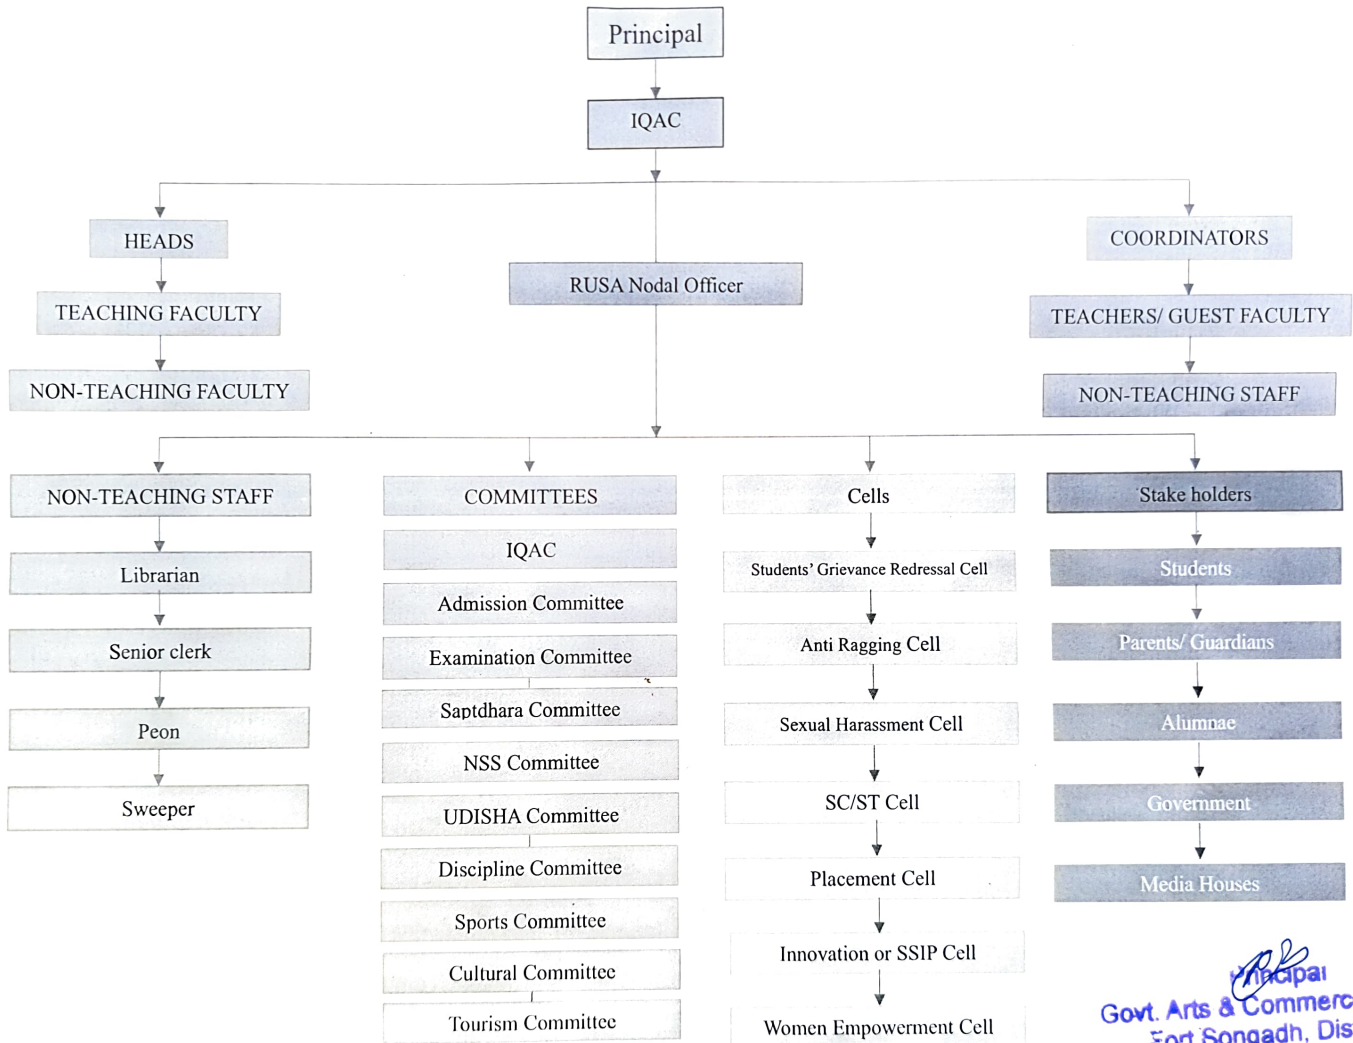 Principal
IQAC
HEADS
COORDINATORS
RUSA Nodal Officer
TEACHING FACULTY
TEACHERS/ GUEST FACULTY
NON-TEACHING FACULTY
NON-TEACHING STAFF
NON-TEACHING STAFF
Librarian
Senior clerk
Peon
Sweeper
COMMITTEES
IQAC
Admission Committee
Examination Committee
Saptdhara Committee
NSS Committee
UDISHA Committee
Discipline Committee
Sports Committee
Cultural Committee
Tourism Committee
Cells
Students' Grievance Redressal Cell
Anti Ragging Cell
Sexual Harassment Cell
SC/ST Cell
Placement Cell
Innovation or SSIP Cell
Women Empowerment Cell
Stake holders
Students
Parents/ Guardians
Alumnae
Government
Media Houses
Principal
Govt. Arts & Commerc
Fort Songadh, Dis